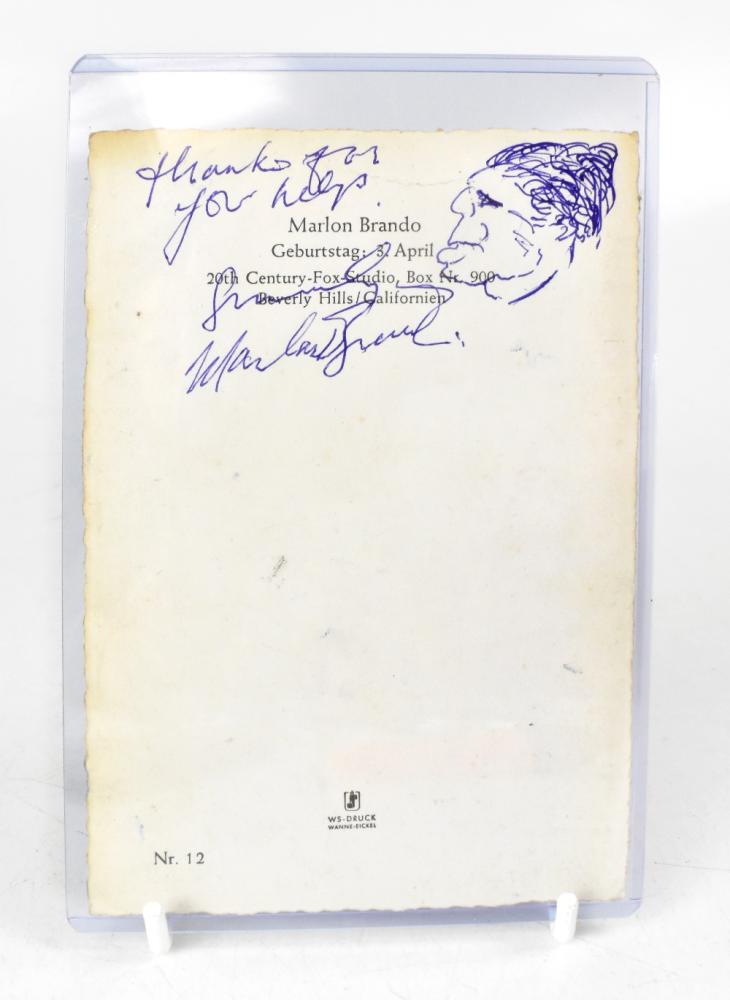 thanks for
your help.
Marlon Brando
Geburtstag: 3. April
20th Century-Fox-Studio, Box Nr. 900
Beverly Hills/Californien
Marlon Brando
WS-DRUCK
WANNE-EICKEL
Nr. 12